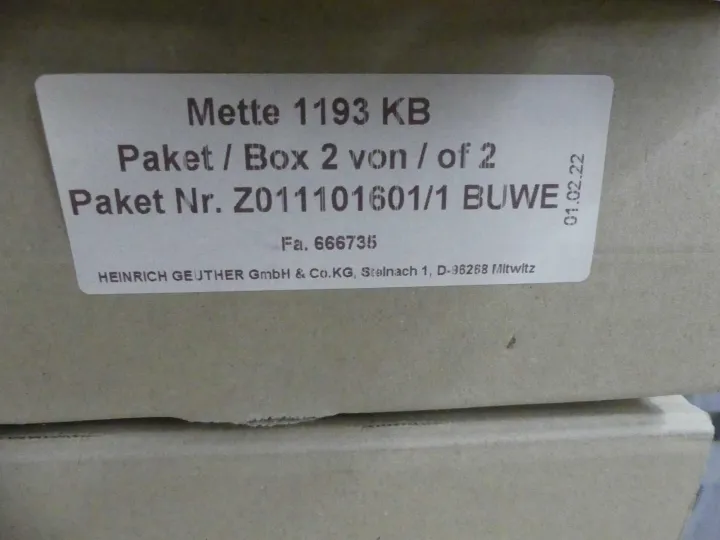 Mette 1193 KB
Paket / Box 2 von / of 2
Paket Nr. Z011101601/1 BUWE
01.02.22
Fa. 666735
HEINRICH GEUTHER GmbH & Co.KG, Steinach 1, D-96268 Mitwitz